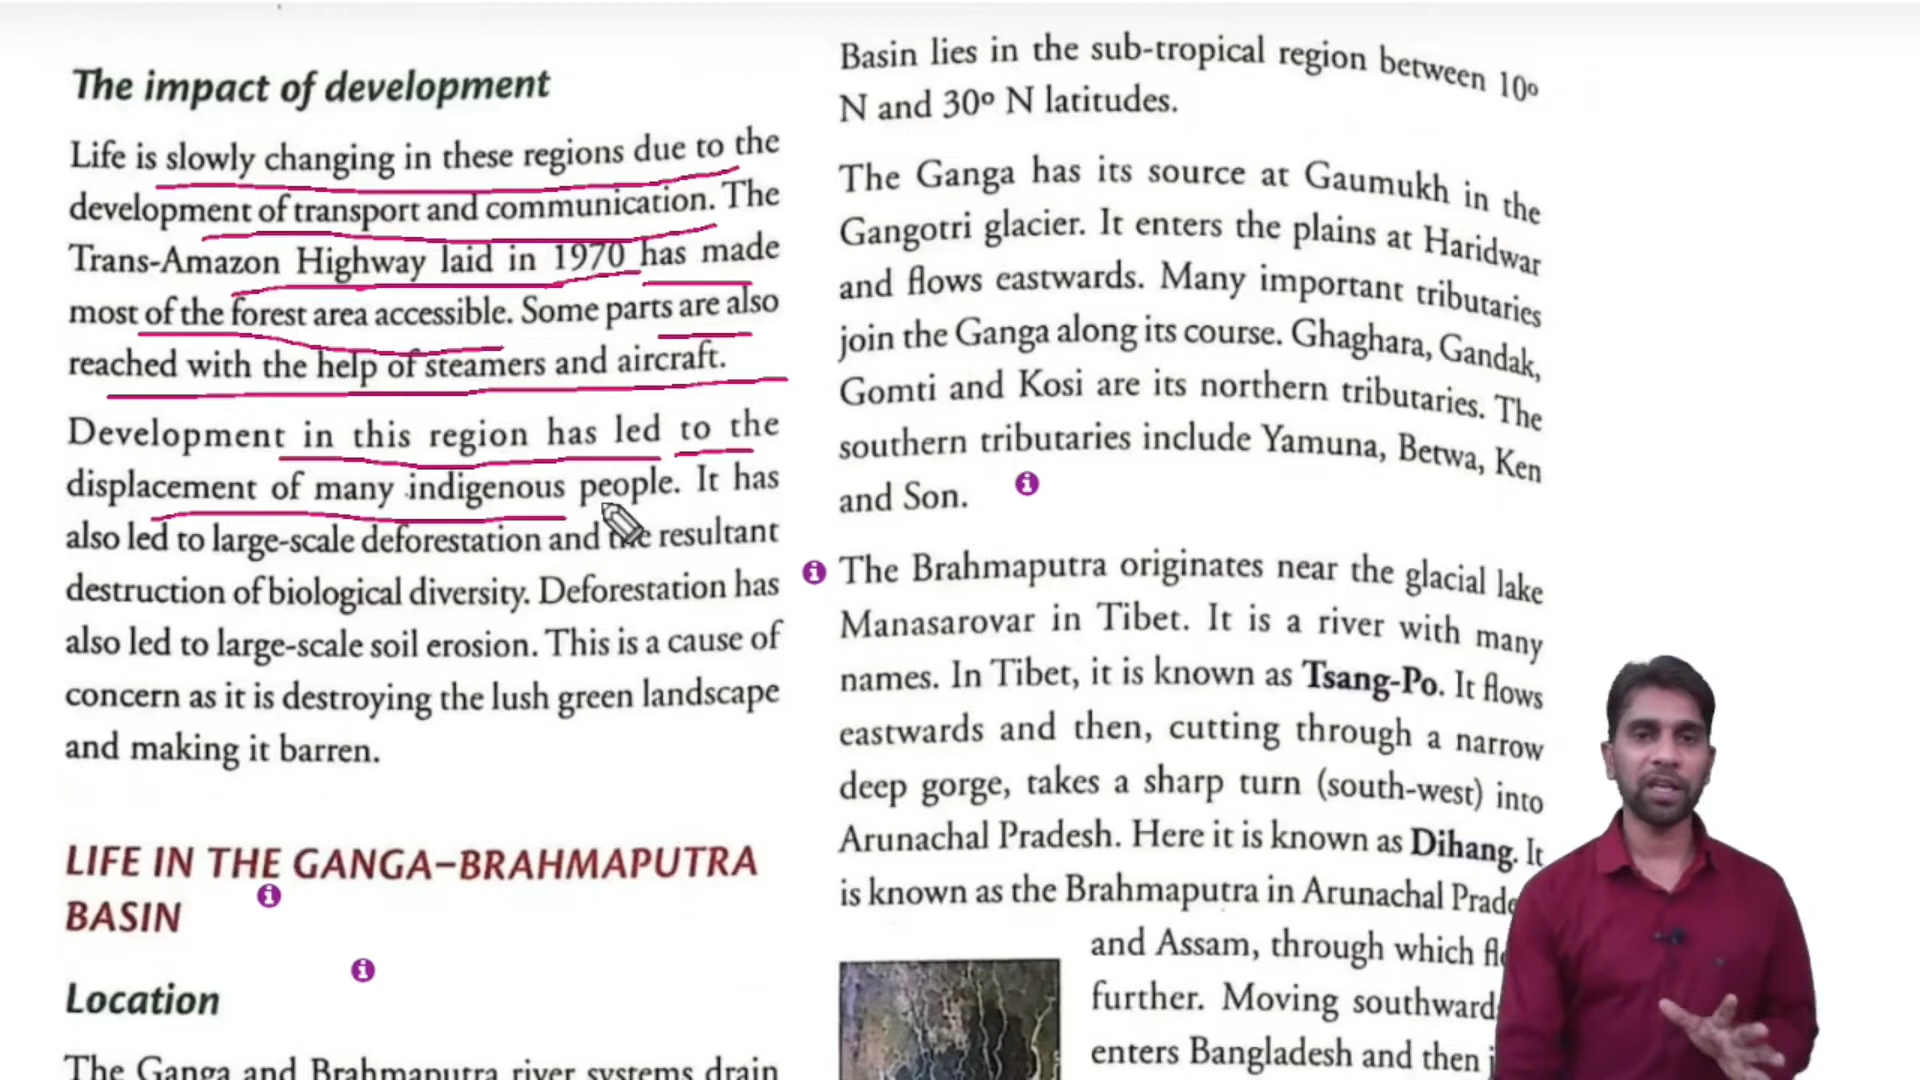 The impact of development
Life is slowly changing in these regions due to the
development of transport and communication. The
Trans-Amazon Highway laid in 1970 has made
most of the forest area accessible. Some parts are also
reached with the help of steamers and aircraft.
Development in this region has led to the
displacement of many indigenous people. It has
also led to large-scale deforestation and the resultant
destruction of biological diversity. Deforestation has
also led to large-scale soil erosion. This is a cause of
concern as it is destroying the lush green landscape
and making it barren.
LIFE IN THE GANGA–BRAHMAPUTRA
BASIN
Location
The Ganga and Brahmaputra river systems drain
Basin lies in the sub-tropical region between 10º
N and 30º N latitudes.
The Ganga has its source at Gaumukh in the
Gangotri glacier. It enters the plains at Haridwar
and flows eastwards. Many important tributaries
join the Ganga along its course. Ghaghara, Gandak,
Gomti and Kosi are its northern tributaries. The
southern tributaries include Yamuna, Betwa, Ken
and Son.
The Brahmaputra originates near the glacial lake
Manasarovar in Tibet. It is a river with many
names. In Tibet, it is known as Tsang-Po. It flows
eastwards and then, cutting through a narrow
deep gorge, takes a sharp turn (south-west) into
Arunachal Pradesh. Here it is known as Dihang. It
is known as the Brahmaputra in Arunachal
and Assam, through which
further. Moving
enters Bangladesh and then